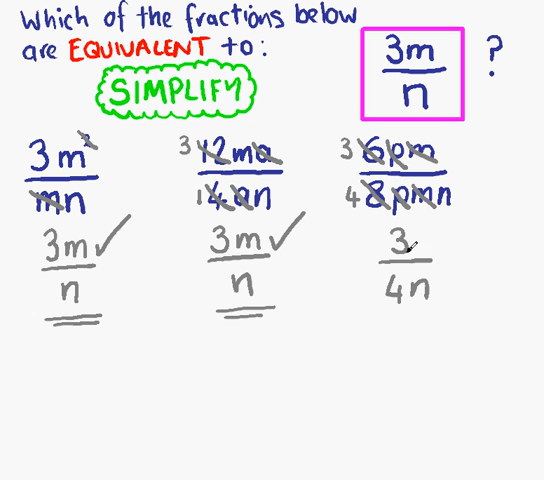 which of the fractions below
are EQUIVALENT to:
3m
n
?
SIMPLIFY
3m²
mn
3 12ma
1 4an
3 6pm
4 8pmn
3m ✓
n
3m ✓
n
3
4n